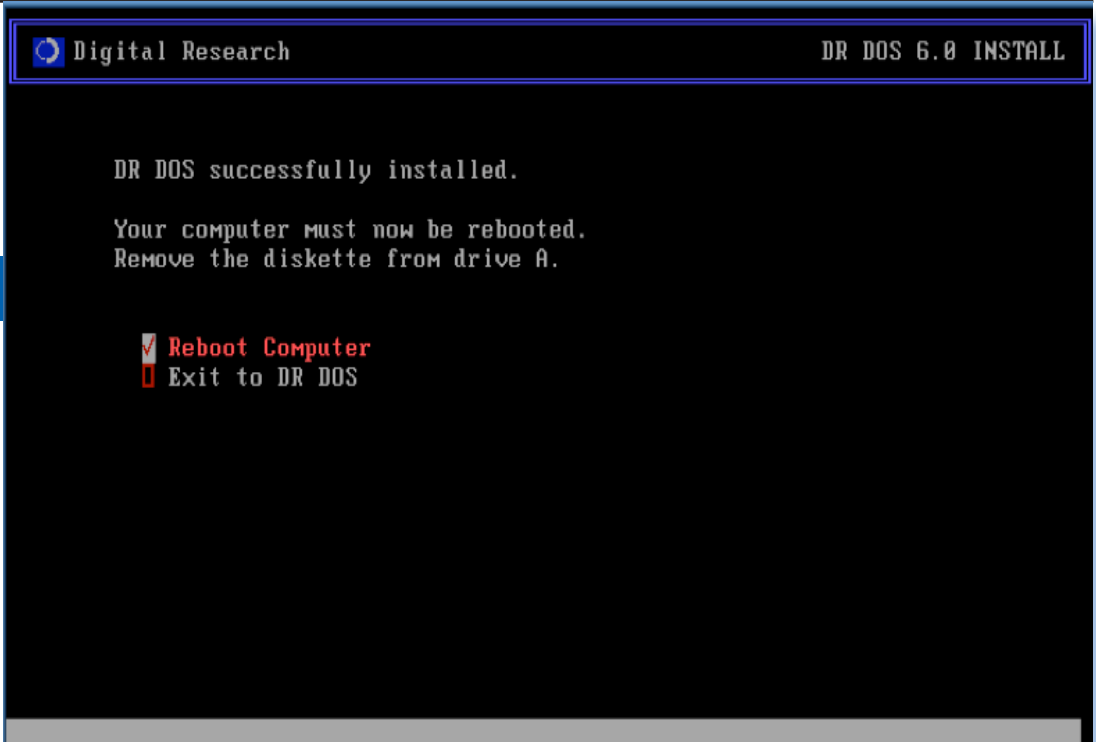 Digital Research DR DOS 6.0 INSTALL
DR DOS successfully installed.
Your computer must now be rebooted.
Remove the diskette from drive A.
√ Reboot Computer
Exit to DR DOS